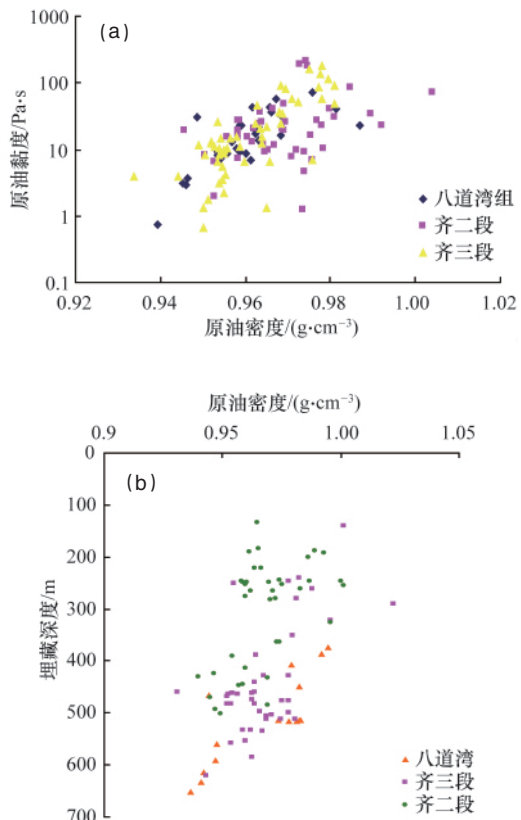 (a)
1000
100
10
1
0.1
原油黏度/Pa·s
八道湾组
齐二段
齐三段
0.92 0.94 0.96 0.98 1.00 1.02
原油密度/(g·cm⁻³)
原油密度/(g·cm⁻³)
0.9 0.95 1.00 1.05
(b)
0
100
200
300
400
500
600
700
埋藏深度/m
八道湾
齐三段
齐二段